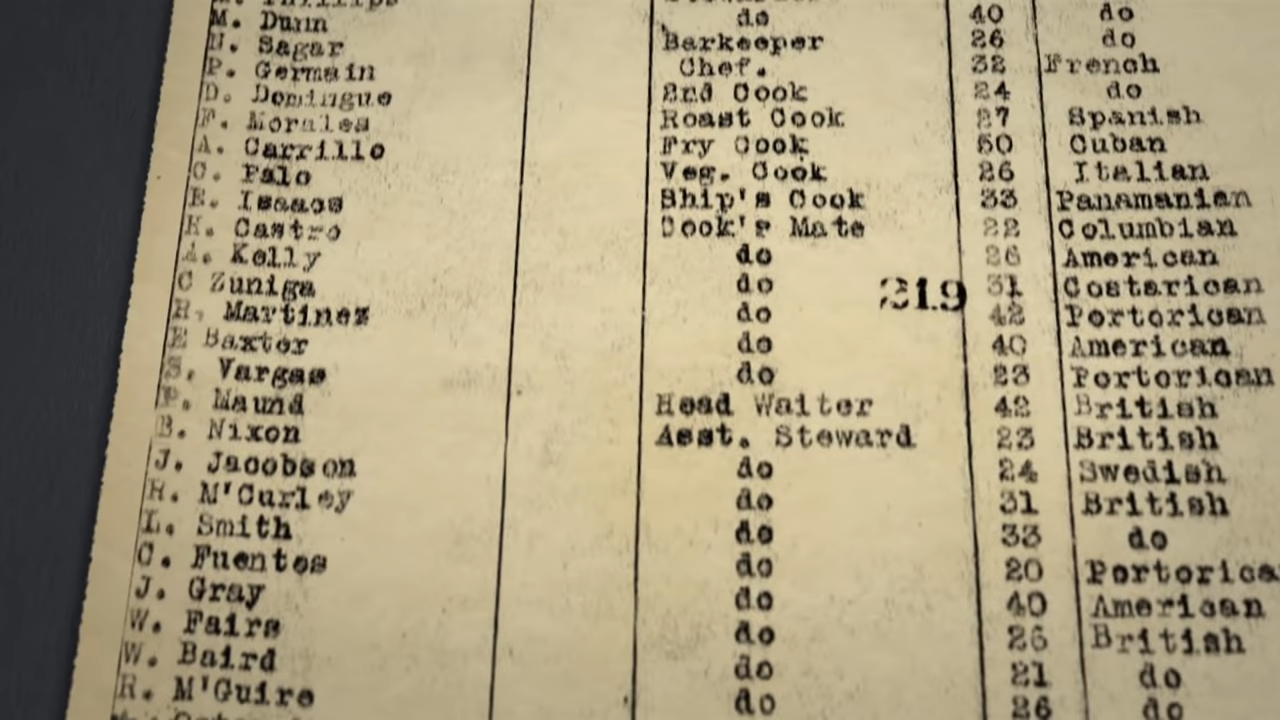 M. Dunn do 40 do
N. Sagar Barkeeper 26 do
P. Germain Chef. 32 French
D. Domingue 2nd Cook 24 do
F. Morales Roast Cook 27 Spanish
A. Carrillo Fry Cook 50 Cuban
C. Palo Veg. Cook 26 Italian
E. Isaacs Ship's Cook 33 Panamanian
H. Castro Cook's Mate 22 Columbian
A. Kelly do 26 American
C Zuniga do 219 31 Costarican
R. Martinez do 42 Portorican
E Baxter do 40 American
S. Vargas do 23 Portorican
P. Maund Head Waiter 42 British
B. Nixon Asst. Steward 23 British
J. Jacobson do 24 Swedish
R. M'Curley do 31 British
L. Smith do 33 do
C. Fuentes do 20 Portorica
J. Gray do 40 American
W. Fairs do 26 British
W. Baird do 21 do
R. M'Guire do 26 do